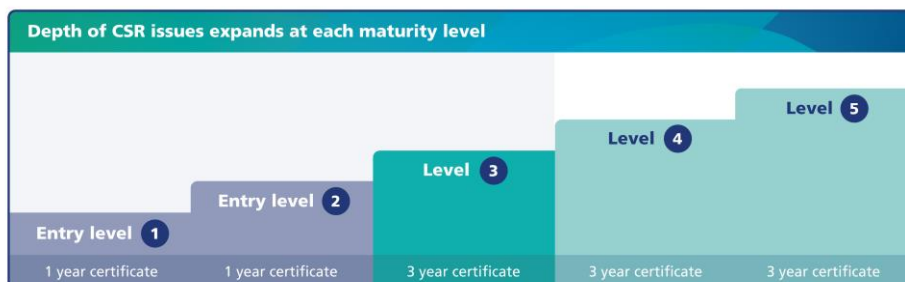 Depth of CSR issues expands at each maturity level
Entry level 1
Entry level 2
Level 3
Level 4
Level 5
1 year certificate
1 year certificate
3 year certificate
3 year certificate
3 year certificate